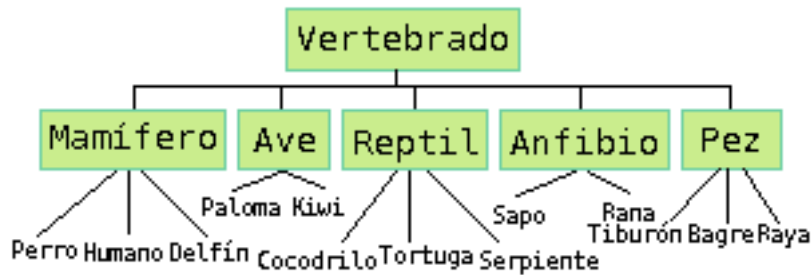 Vertebrado
Mamífero Ave Reptil Anfibio Pez
Paloma Kiwi Sapo Rana
Tiburón Bagre Raya
Perro Humano Delfín Cocodrilo Tortuga Serpiente